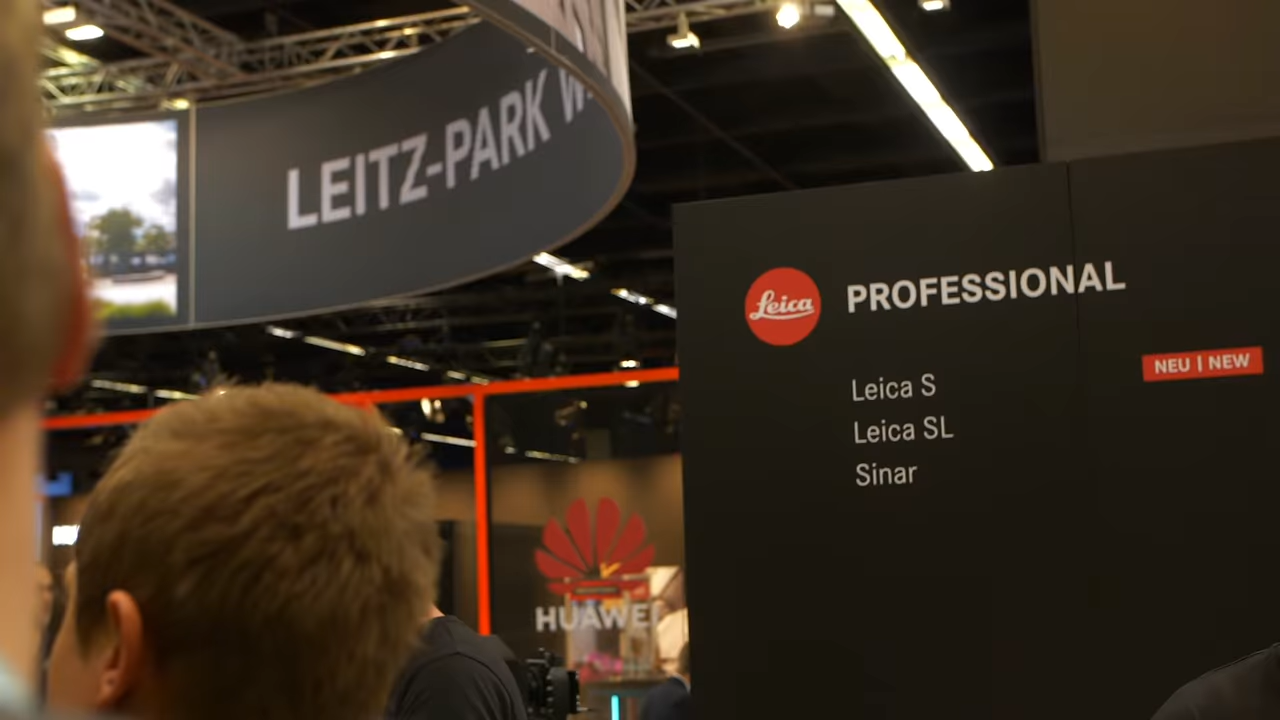 LEITZ-PARK
Leica
PROFESSIONAL
NEU | NEW
Leica S
Leica SL
Sinar
HUAWEI